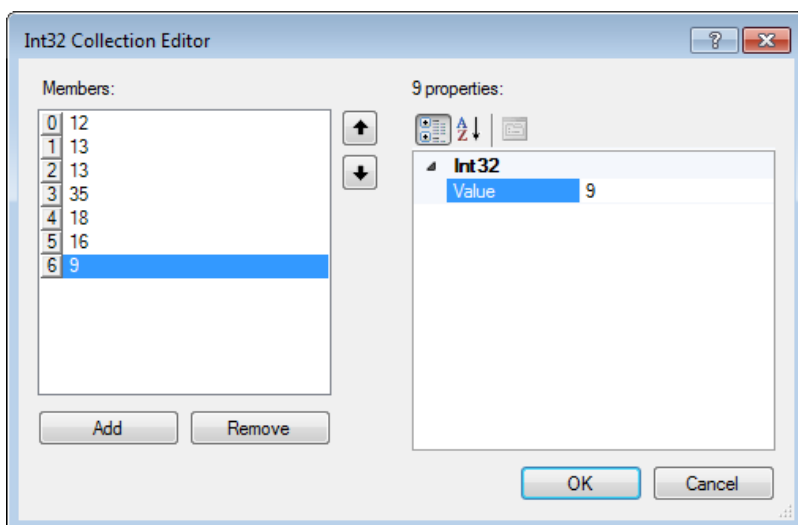 Int32 Collection Editor
Members:
0 12
1 13
2 13
3 35
4 18
5 16
6 9
Add Remove
9 properties:
Int32
Value 9
OK Cancel